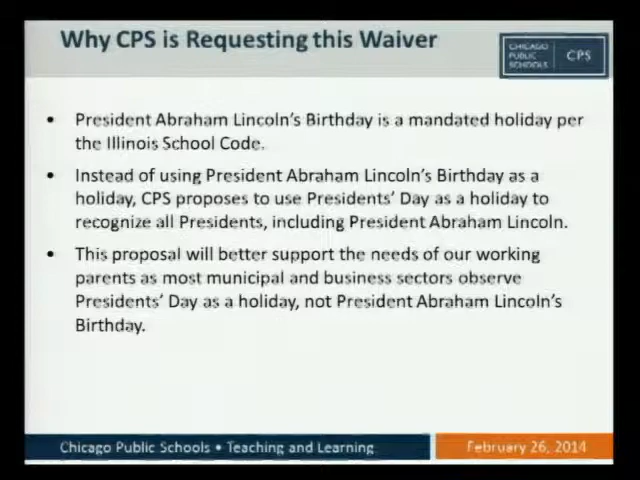 Why CPS is Requesting this Waiver
CHICAGO
PUBLIC
SCHOOLS
CPS
• President Abraham Lincoln's Birthday is a mandated holiday per
the Illinois School Code.
• Instead of using President Abraham Lincoln's Birthday as a
holiday, CPS proposes to use Presidents' Day as a holiday to
recognize all Presidents, including President Abraham Lincoln.
• This proposal will better support the needs of our working
parents as most municipal and business sectors observe
Presidents' Day as a holiday, not President Abraham Lincoln's
Birthday.
Chicago Public Schools • Teaching and Learning
February 26, 2014